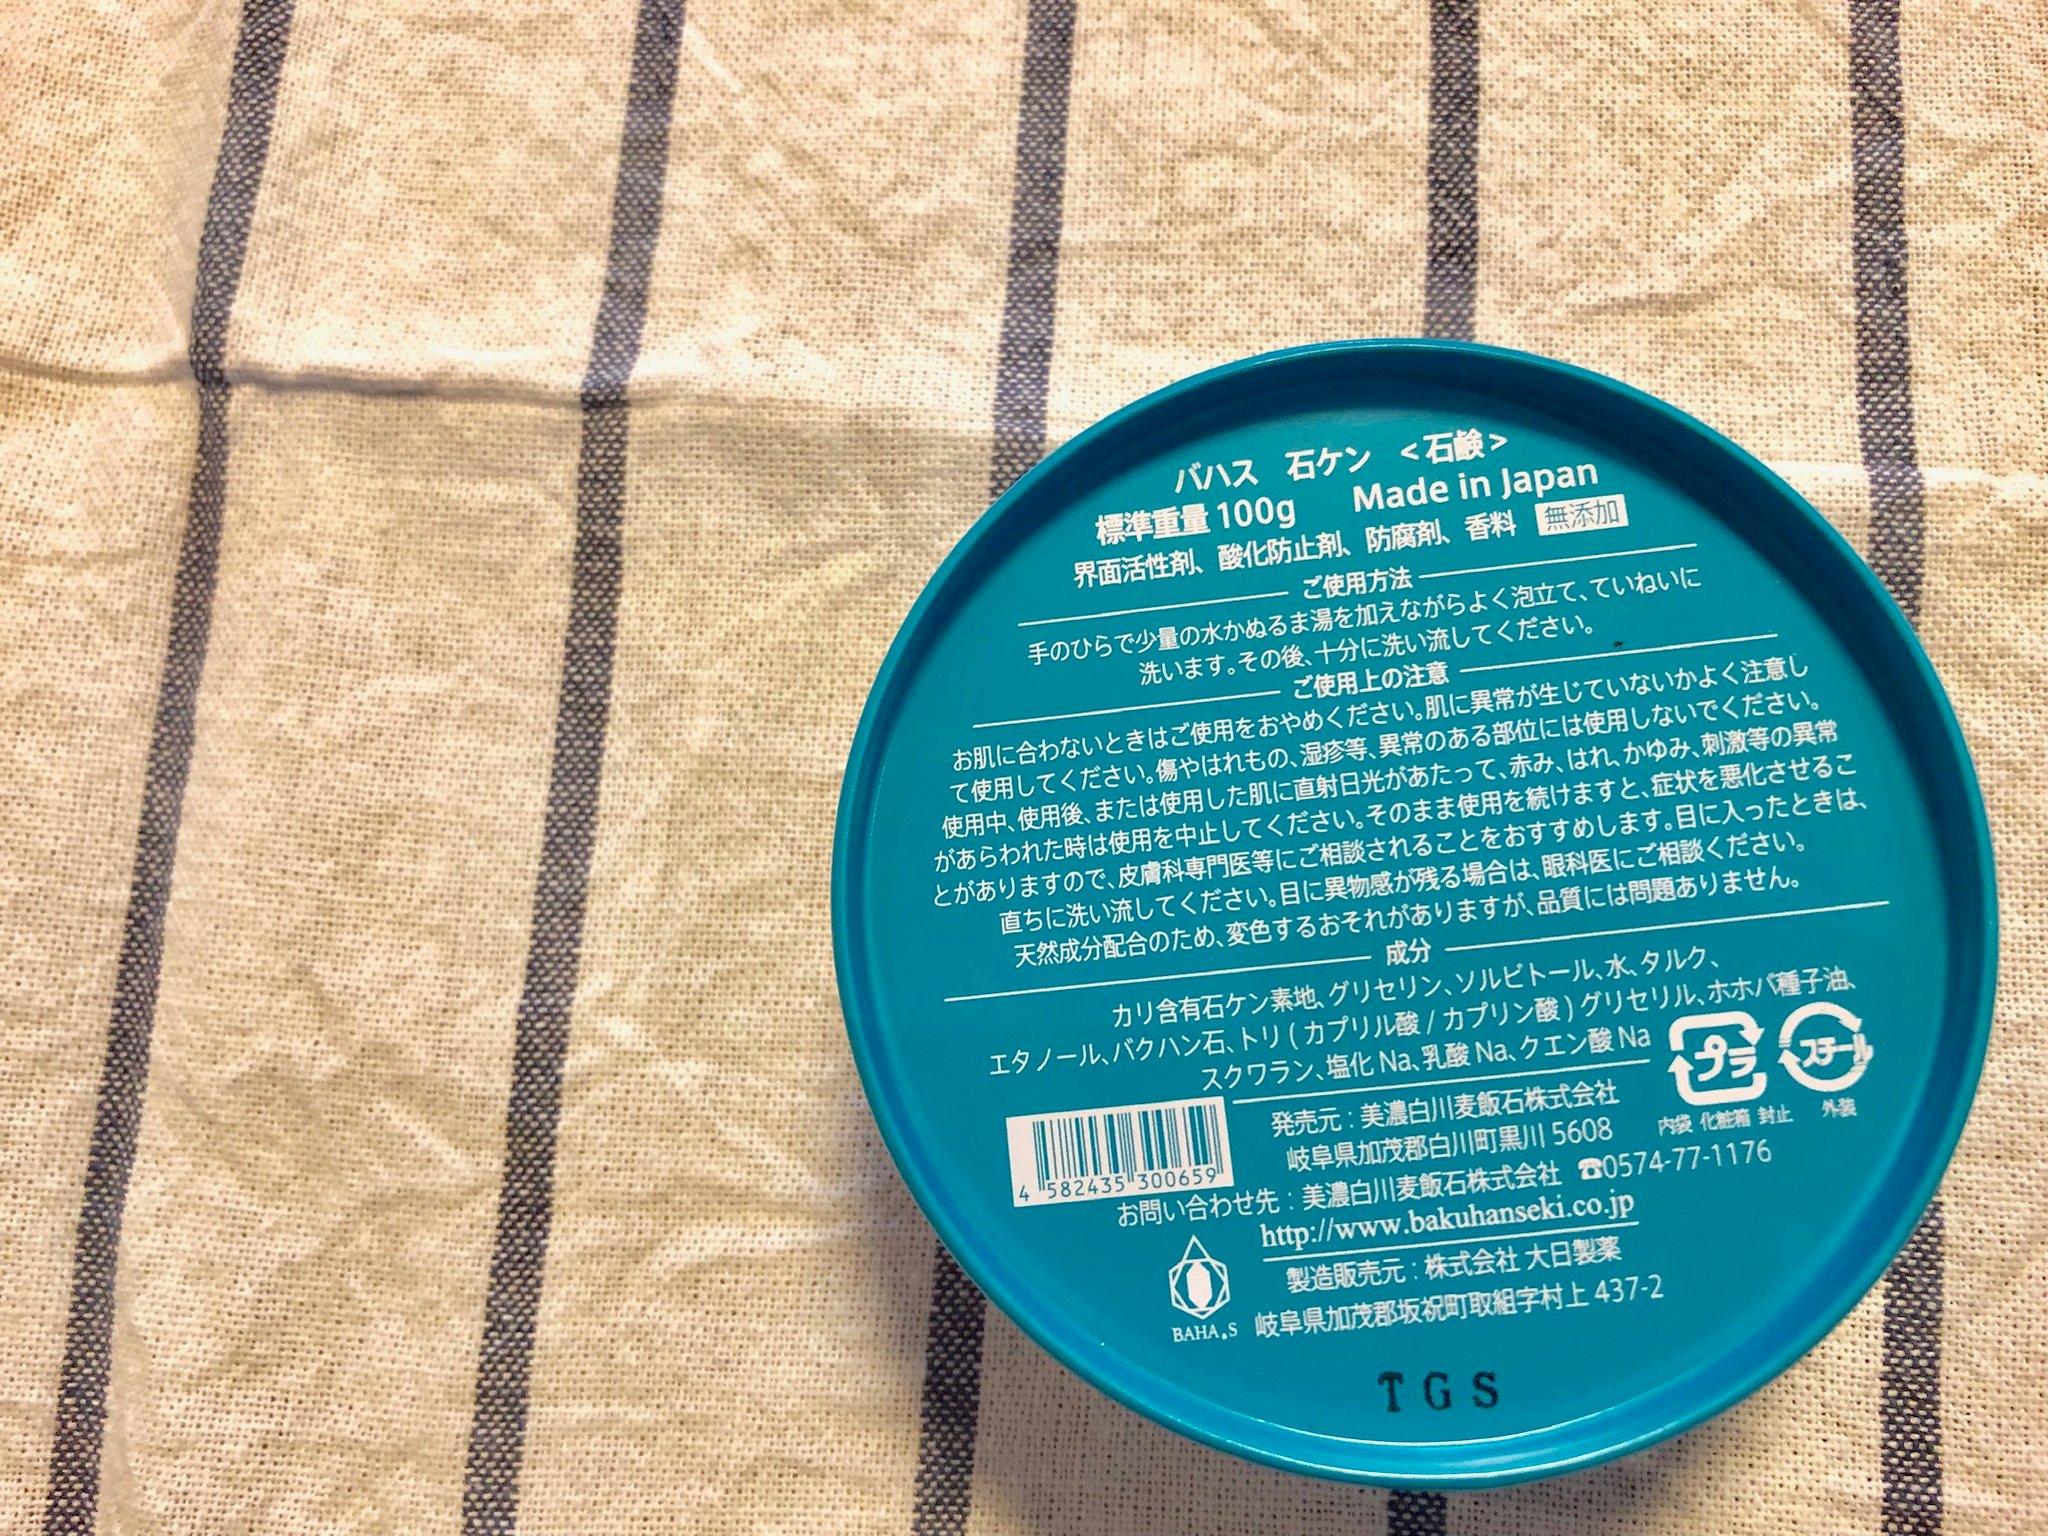 バハス 石ケン <石鹸>
標準重量 100g Made in Japan
界面活性剤、酸化防止剤、防腐剤、香料 無添加
ご使用方法
手のひらで少量の水かぬるま湯を加えながらよく泡立て、ていねいに
洗います。その後、十分に洗い流してください。
ご使用上の注意
お肌に合わないときはご使用をおやめください。肌に異常が生じていないかよく注意し
て使用してください。傷やはれもの、湿疹等、異常のある部位には使用しないでください。
使用中、使用後、または使用した肌に直射日光があたって、赤み、はれ、かゆみ、刺激等の異常
があらわれた時は使用を中止してください。そのまま使用を続けますと、症状を悪化させるこ
とがありますので、皮膚科専門医等にご相談されることをおすすめします。目に入ったときは、
直ちに洗い流してください。目に異物感が残る場合は、眼科医にご相談ください。
天然成分配合のため、変色するおそれがありますが、品質には問題ありません。
成分
カリ含有石ケン素地、グリセリン、ソルビトール、水、タルク、
エタノール、バクハン石、トリ ( カプリル酸 / カプリン酸 ) グリセリル、ホホバ種子油、
スクワラン、塩化 Na、乳酸 Na、クエン酸 Na
プラ
スチール
内袋 化粧箱 封止
外装
発売元 : 美濃白川麦飯石株式会社
岐阜県加茂郡白川町黒川 5608
4 582435 300659
お問い合わせ先 : 美濃白川麦飯石株式会社 ☎0574-77-1176
http://www.bakuhanseki.co.jp
製造販売元 : 株式会社 大日製薬
岐阜県加茂郡坂祝町取組字村上 437-2
BAHA.S
TGS